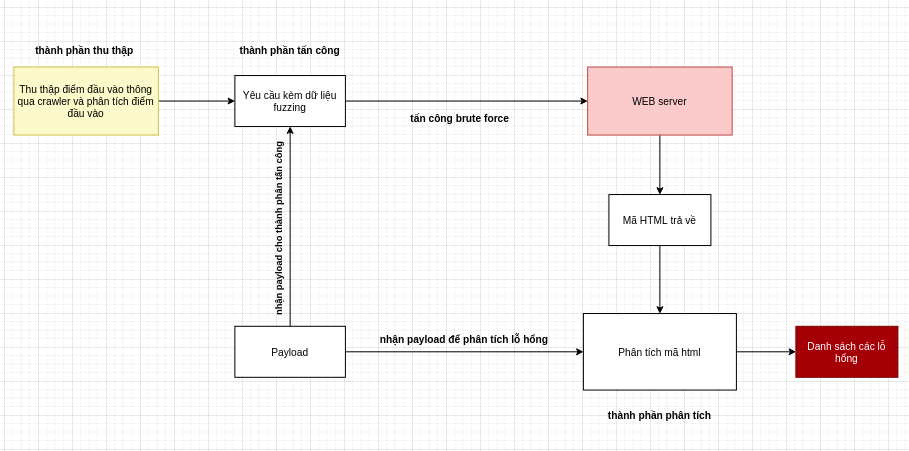 thành phần thu thập
thành phần tấn công
Thu thập điểm đầu vào thông
qua crawler và phân tích điểm
đầu vào
Yêu cầu kèm dữ liệu
fuzzing
WEB server
tấn công brute force
nhận payload cho thành phần tấn công
Mã HTML trả về
nhận payload để phân tích lỗ hổng
Payload
Phân tích mã html
Danh sách các lỗ
hổng
thành phần phân tích